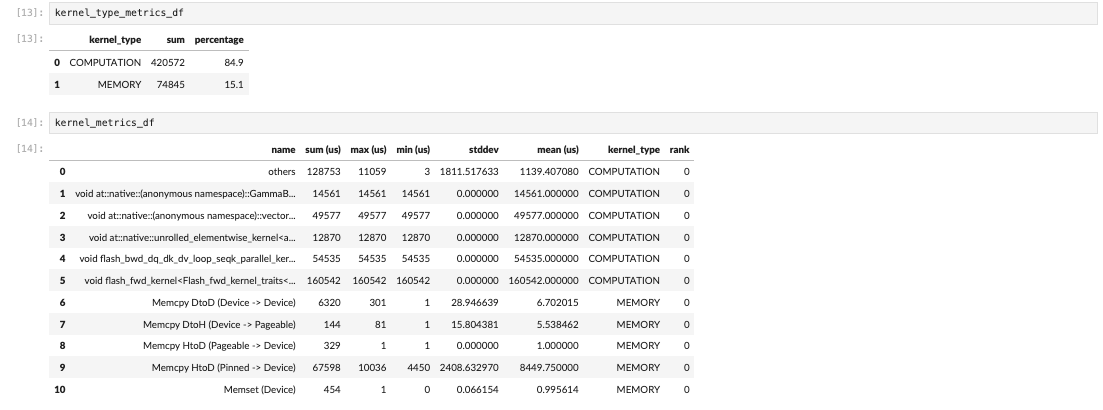 [13]: kernel_type_metrics_df
[13]: kernel_type sum percentage
0 COMPUTATION 420572 84.9
1 MEMORY 74845 15.1
[14]: kernel_metrics_df
[14]: name sum (us) max (us) min (us) stddev mean (us) kernel_type rank
0 others 128753 11059 3 1811.517633 1139.407080 COMPUTATION 0
1 void at::native::(anonymous namespace)::GammaB... 14561 14561 14561 0.000000 14561.000000 COMPUTATION 0
2 void at::native::(anonymous namespace)::vector... 49577 49577 49577 0.000000 49577.000000 COMPUTATION 0
3 void at::native::unrolled_elementwise_kernel<a... 12870 12870 12870 0.000000 12870.000000 COMPUTATION 0
4 void flash_bwd_dq_dk_dv_loop_seqk_parallel_ker... 54535 54535 54535 0.000000 54535.000000 COMPUTATION 0
5 void flash_fwd_kernel<Flash_fwd_kernel_traits<... 160542 160542 160542 0.000000 160542.000000 COMPUTATION 0
6 Memcpy DtoD (Device -> Device) 6320 301 1 28.946639 6.702015 MEMORY 0
7 Memcpy DtoH (Device -> Pageable) 144 81 1 15.804381 5.538462 MEMORY 0
8 Memcpy HtoD (Pageable -> Device) 329 1 1 0.000000 1.000000 MEMORY 0
9 Memcpy HtoD (Pinned -> Device) 67598 10036 4450 2408.632970 8449.750000 MEMORY 0
10 Memset (Device) 454 1 0 0.066154 0.995614 MEMORY 0